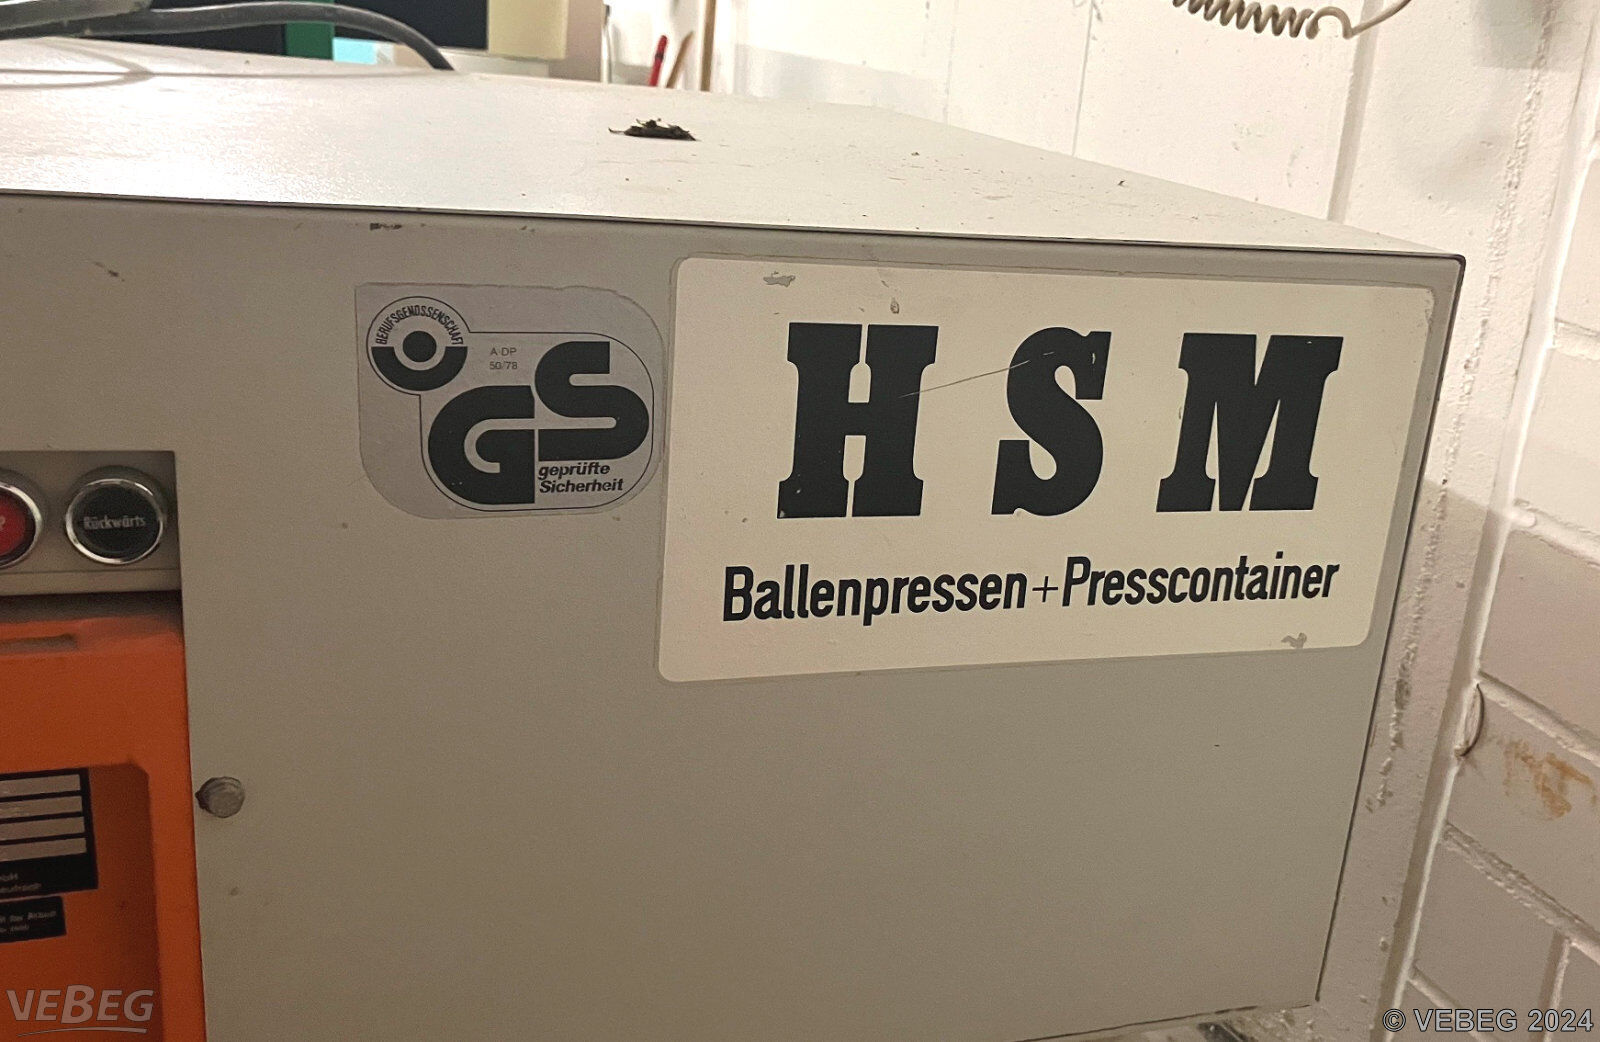 BERUFSGENOSSENSCHAFT
A-DP
50/78
GS
geprüfte
Sicherheit
HSM
Ballenpressen+Presscontainer
Rückwärts
VEBEG
© VEBEG 2024